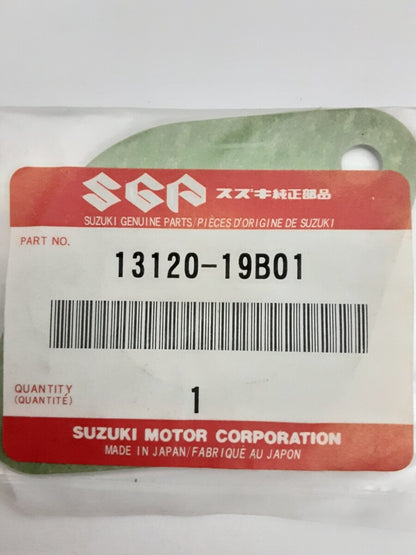 SGP スズキ純正部品
SUZUKI GENUINE PARTS/PIÈCES D'ORIGINE DE SUZUKI
PART NO.
13120-19B01
QUANTITY
(QUANTITÉ)
1
SUZUKI MOTOR CORPORATION
MADE IN JAPAN/FABRIQUÉ AU JAPON